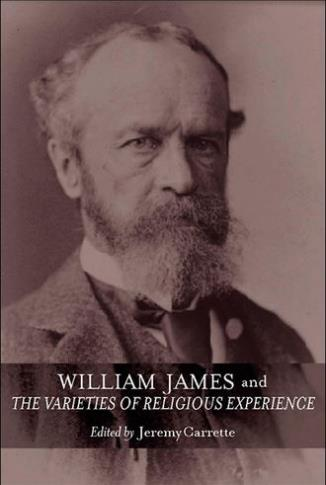 WILLIAM JAMES and
THE VARIETIES OF RELIGIOUS EXPERIENCE
Edited by Jeremy Carrette